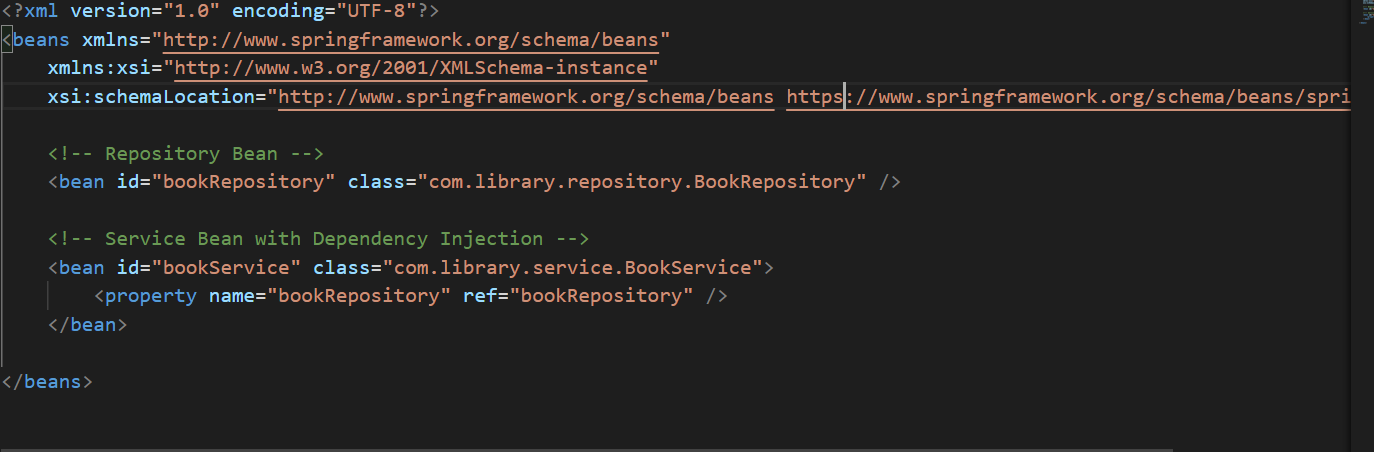 <?xml version="1.0" encoding="UTF-8"?>
<beans xmlns="http://www.springframework.org/schema/beans"
    xmlns:xsi="http://www.w3.org/2001/XMLSchema-instance"
    xsi:schemaLocation="http://www.springframework.org/schema/beans https://www.springframework.org/schema/beans/spri
    <!-- Repository Bean -->
    <bean id="bookRepository" class="com.library.repository.BookRepository" />
    <!-- Service Bean with Dependency Injection -->
    <bean id="bookService" class="com.library.service.BookService">
        <property name="bookRepository" ref="bookRepository" />
    </bean>
</beans>